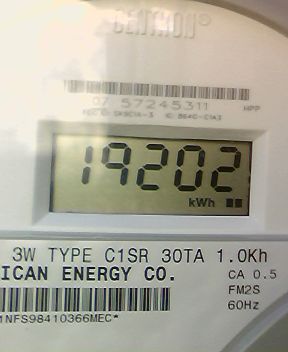 CENTRON®
07 57245311
HPP
19202
kWh
3W TYPE C1SR 30TA 1.0Kh
ICAN ENERGY CO.
CA 0.5
FM2S
60Hz
1NFS98410366MEC*